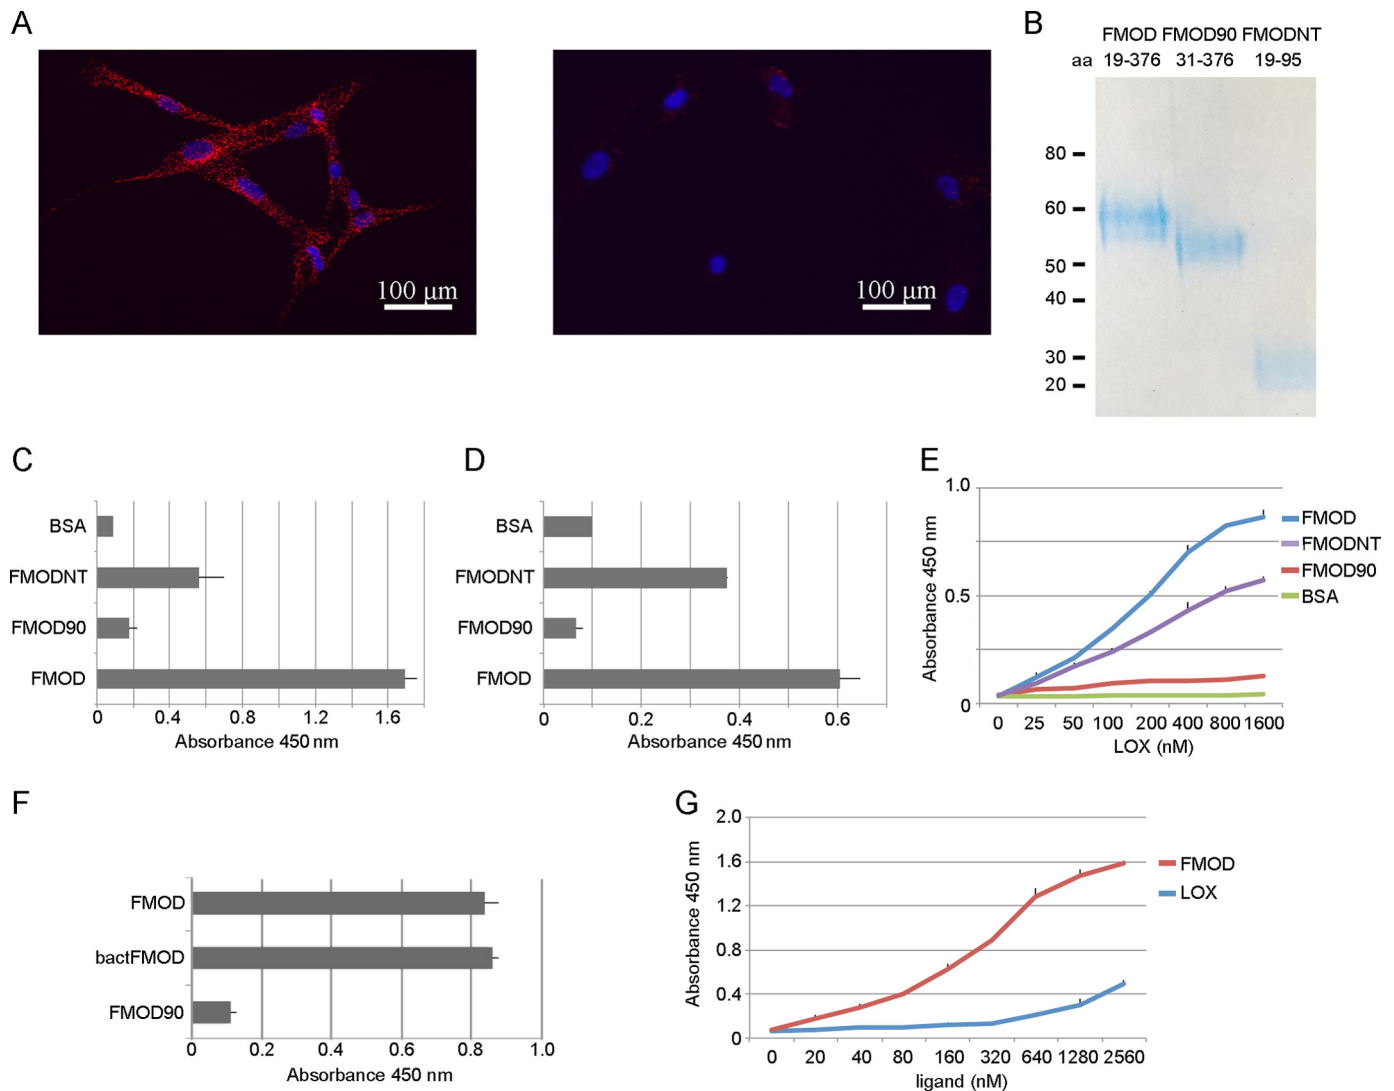 A
100 µm
100 µm
B
FMOD FMOD90 FMODNT
aa 19-376 31-376 19-95
80
60
50
40
30
20
C
BSA
FMODNT
FMOD90
FMOD
0 0.4 0.8 1.2 1.6
Absorbance 450 nm
D
BSA
FMODNT
FMOD90
FMOD
0 0.2 0.4 0.6
Absorbance 450 nm
E
Absorbance 450 nm
1.0
0.5
0
0 25 50 100 200 400 800 1600
LOX (nM)
FMOD
FMODNT
FMOD90
BSA
F
FMOD
bactFMOD
FMOD90
0 0.2 0.4 0.6 0.8 1.0
Absorbance 450 nm
G
Absorbance 450 nm
2.0
1.6
1.2
0.8
0.4
0
0 20 40 80 160 320 640 1280 2560
ligand (nM)
FMOD
LOX